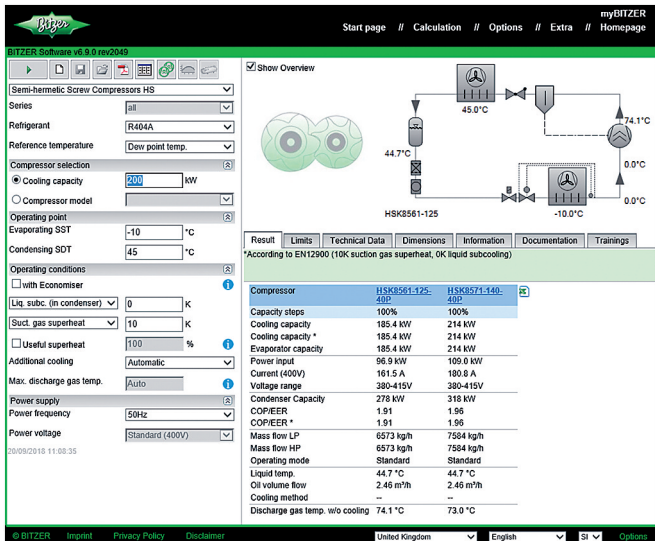 Bitzer
myBITZER
Start page // Calculation // Options // Extra // Homepage
BITZER Software v6.9.0 rev2049
Semi-hermetic Screw Compressors HS
Series all
Refrigerant R404A
Reference temperature Dew point temp.
Compressor selection
Cooling capacity 200 kW
Compressor model
Operating point
Evaporating SST -10 °C
Condensing SDT 45 °C
Operating conditions
with Economiser
Liq. subc. (in condenser) 0 K
Suct. gas superheat 10 K
Useful superheat 100 %
Additional cooling Automatic
Max. discharge gas temp. Auto
Power supply
Power frequency 50Hz
Power voltage Standard (400V)
20/09/2018 11:08:35
Show Overview
45.0°C
74.1°C
44.7°C
0.0°C
0.0°C
HSK8561-125
-10.0°C
Result Limits Technical Data Dimensions Information Documentation Trainings
*According to EN12900 (10K suction gas superheat, 0K liquid subcooling)
Compressor HSK8561-125-40P HSK8571-140-40P
Capacity steps 100% 100%
Cooling capacity 185.4 kW 214 kW
Cooling capacity * 185.4 kW 214 kW
Evaporator capacity 185.4 kW 214 kW
Power input 96.9 kW 109.0 kW
Current (400V) 161.5 A 180.8 A
Voltage range 380-415V 380-415V
Condenser Capacity 278 kW 318 kW
COP/EER 1.91 1.96
COP/EER * 1.91 1.96
Mass flow LP 6573 kg/h 7584 kg/h
Mass flow HP 6573 kg/h 7584 kg/h
Operating mode Standard Standard
Liquid temp. 44.7 °C 44.7 °C
Oil volume flow 2.46 m³/h 2.46 m³/h
Cooling method -- --
Discharge gas temp. w/o cooling 74.1 °C 73.0 °C
© BITZER Imprint Privacy Policy Disclaimer United Kingdom English SI Options